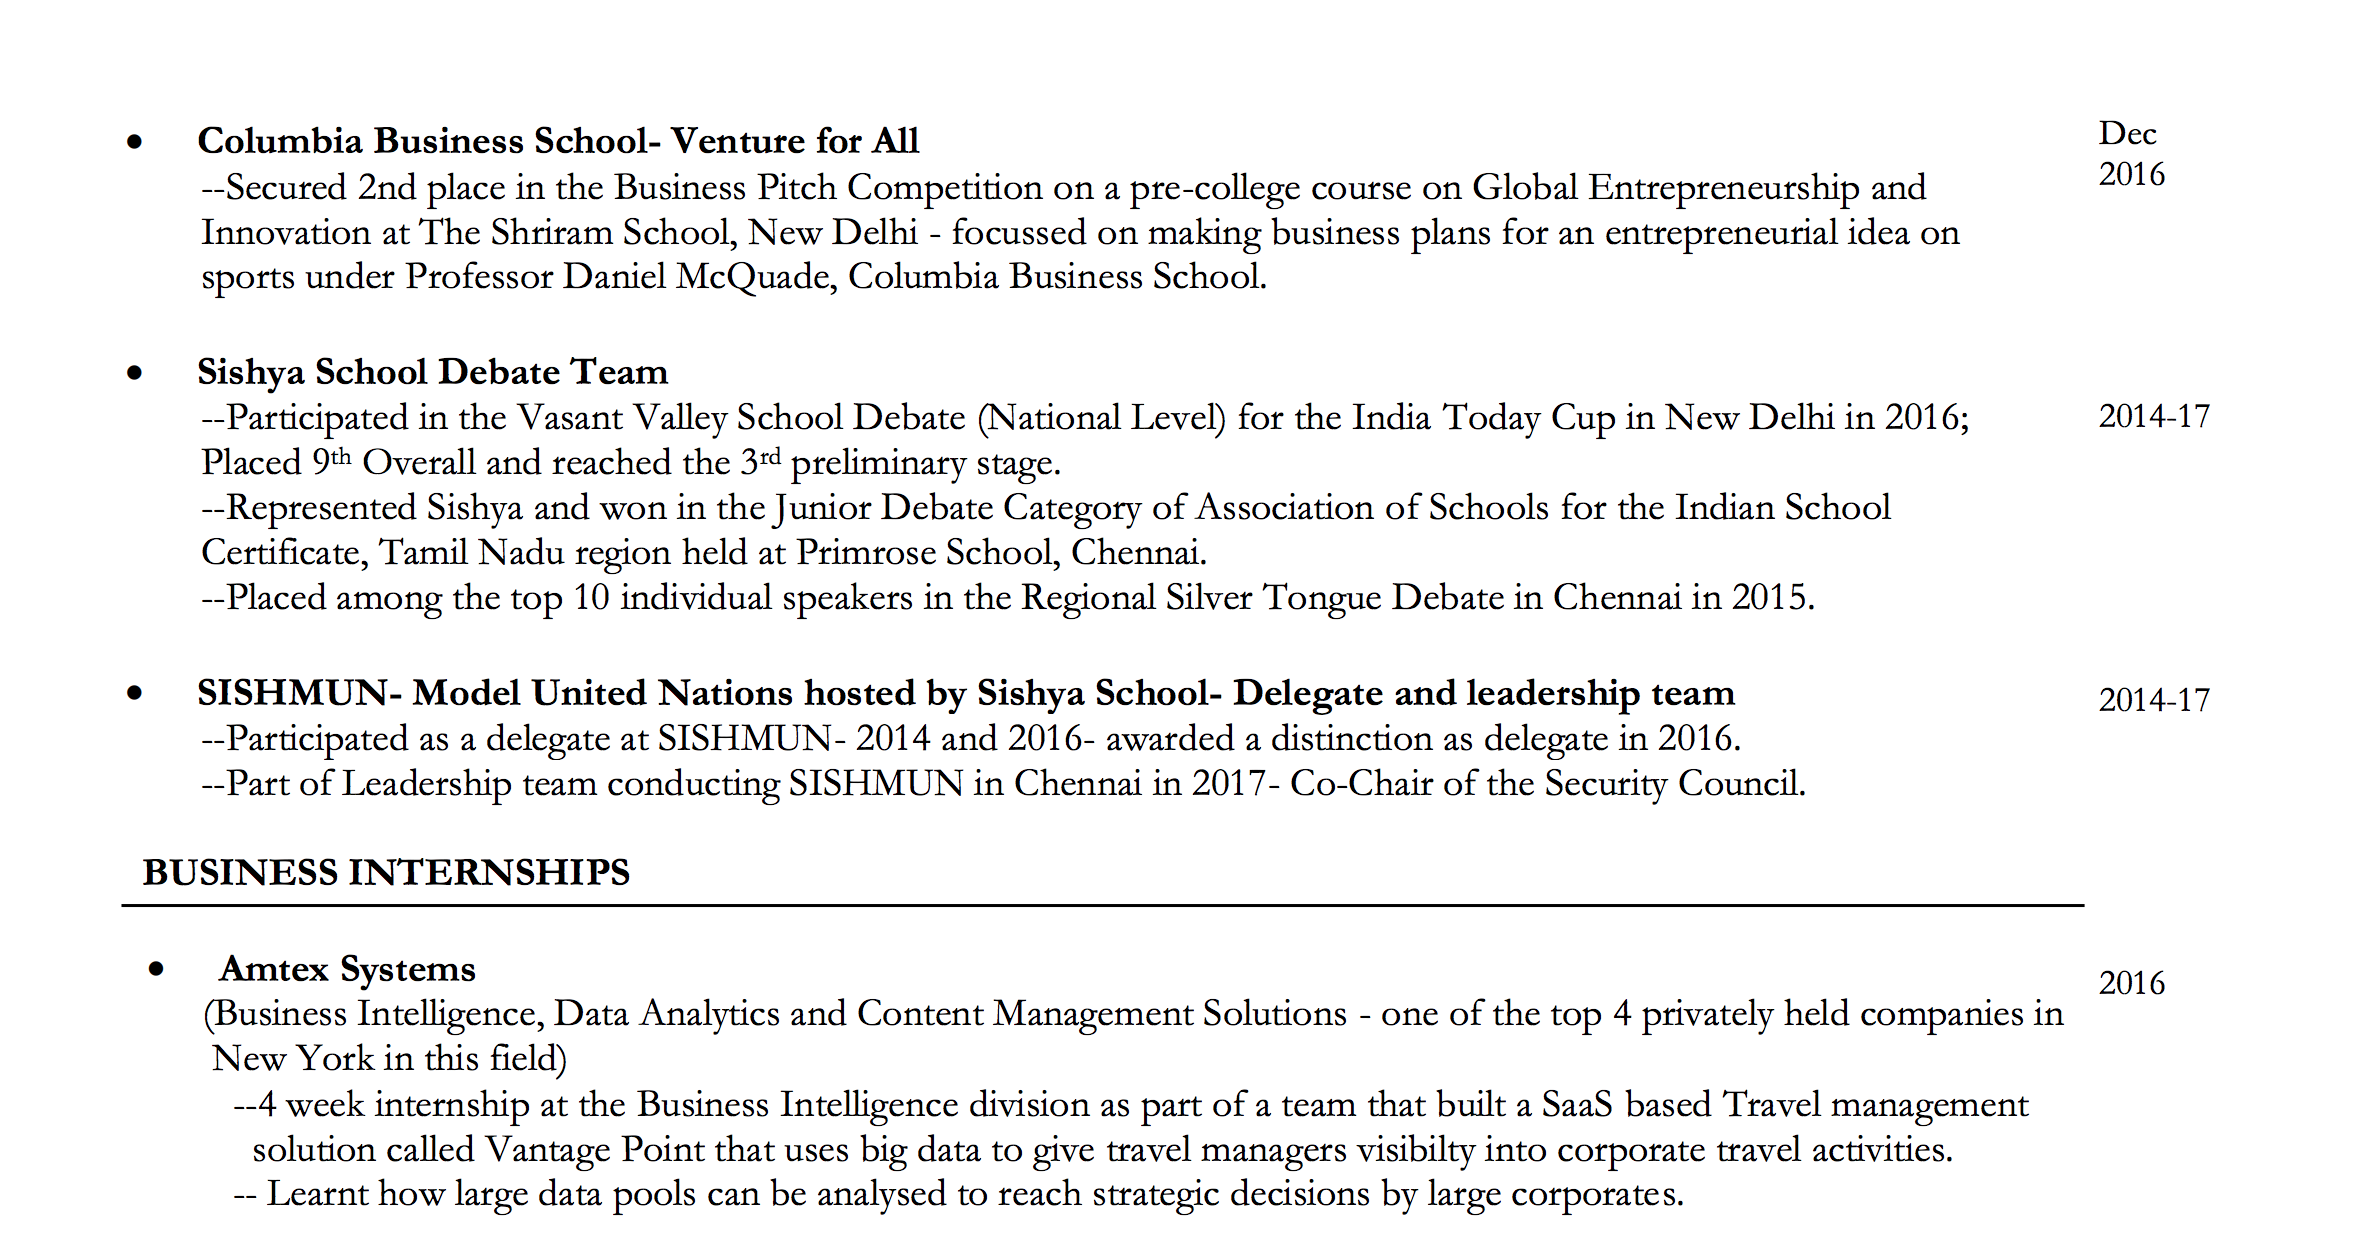 • Columbia Business School- Venture for All
Dec
2016
--Secured 2nd place in the Business Pitch Competition on a pre-college course on Global Entrepreneurship and
Innovation at The Shriram School, New Delhi - focussed on making business plans for an entrepreneurial idea on
sports under Professor Daniel McQuade, Columbia Business School.
• Sishya School Debate Team
--Participated in the Vasant Valley School Debate (National Level) for the India Today Cup in New Delhi in 2016; 2014-17
Placed 9th Overall and reached the 3rd preliminary stage.
--Represented Sishya and won in the Junior Debate Category of Association of Schools for the Indian School
Certificate, Tamil Nadu region held at Primrose School, Chennai.
--Placed among the top 10 individual speakers in the Regional Silver Tongue Debate in Chennai in 2015.
• SISHMUN- Model United Nations hosted by Sishya School- Delegate and leadership team 2014-17
--Participated as a delegate at SISHMUN- 2014 and 2016- awarded a distinction as delegate in 2016.
--Part of Leadership team conducting SISHMUN in Chennai in 2017- Co-Chair of the Security Council.
BUSINESS INTERNSHIPS
• Amtex Systems 2016
(Business Intelligence, Data Analytics and Content Management Solutions - one of the top 4 privately held companies in
New York in this field)
--4 week internship at the Business Intelligence division as part of a team that built a SaaS based Travel management
solution called Vantage Point that uses big data to give travel managers visibilty into corporate travel activities.
-- Learnt how large data pools can be analysed to reach strategic decisions by large corporates.